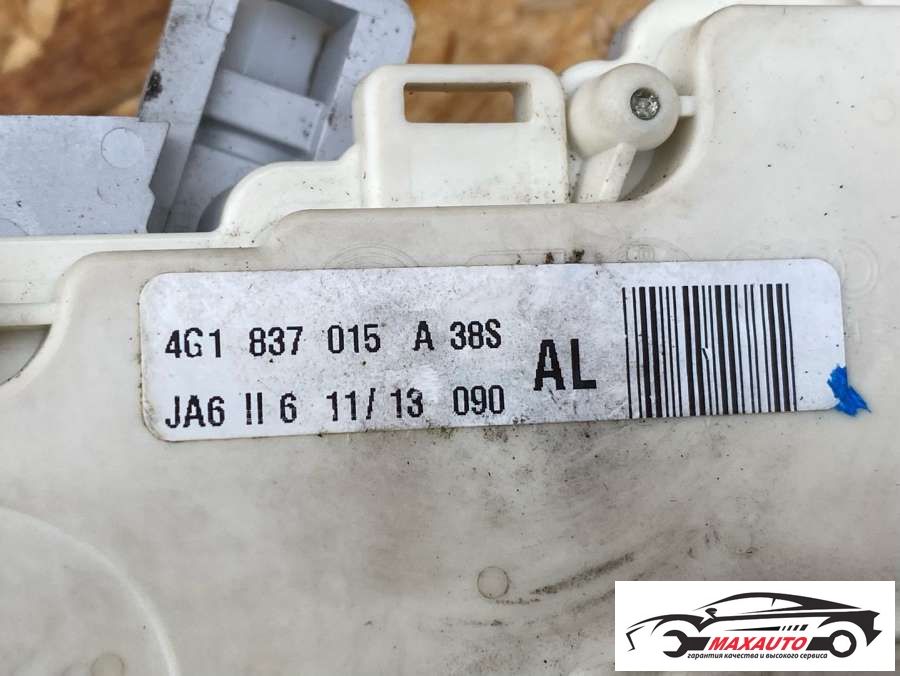 4G1 837 015 A 38S
JA6 II 6 11/13 090
AL
MAXAUTO
гарантия качества и высокого сервиса